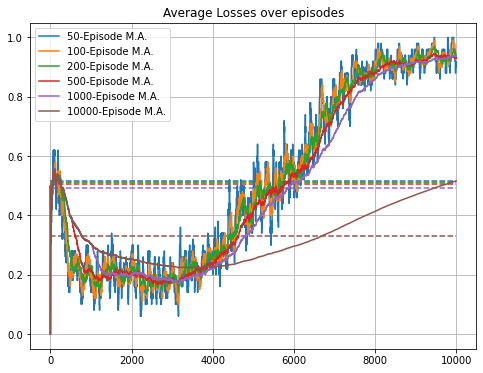 Average Losses over episodes
50-Episode M.A.
100-Episode M.A.
200-Episode M.A.
500-Episode M.A.
1000-Episode M.A.
10000-Episode M.A.
1.0
0.8
0.6
0.4
0.2
0.0
0 2000 4000 6000 8000 10000